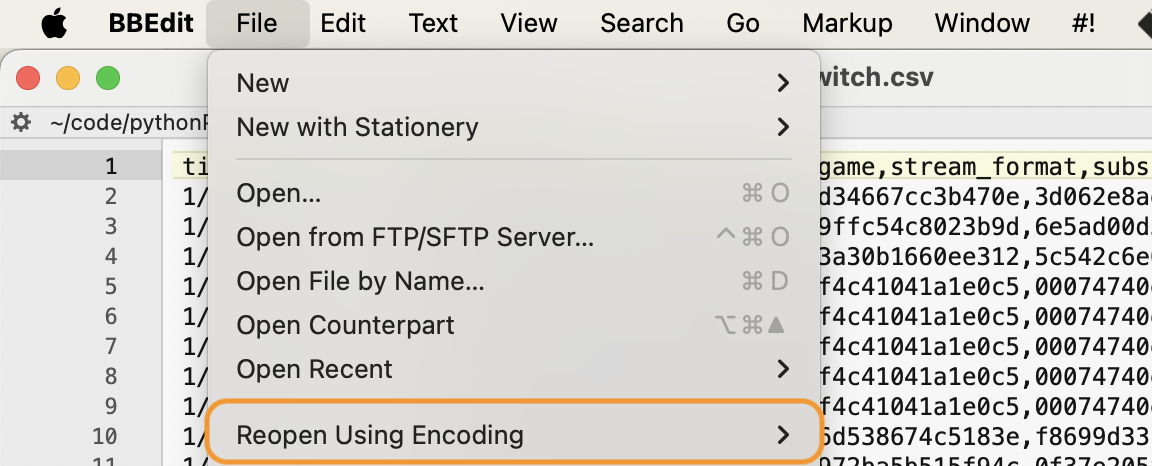 BBEdit File Edit Text View Search Go Markup Window #!
witch.csv
~/code/python
New
New with Stationery
1 ti game,stream_format,subs
2 1/ d34667cc3b470e,3d062e8a
Open... ⌘ O
3 1/ 9ffc54c8023b9d,6e5ad00d
Open from FTP/SFTP Server... ^ ⌘ O
4 1/ 3a30b1660ee312,5c542c6e
Open File by Name... ⌘ D
5 1/ f4c41041a1e0c5,00074740
Open Counterpart ⌥ ⌘ ▲
6 1/ f4c41041a1e0c5,00074740
7 1/ f4c41041a1e0c5,00074740
Open Recent
8 1/ f4c41041a1e0c5,00074740
9 1/ f4c41041a1e0c5,00074740
Reopen Using Encoding
10 1/ 5d538674c5183e,f8699d33